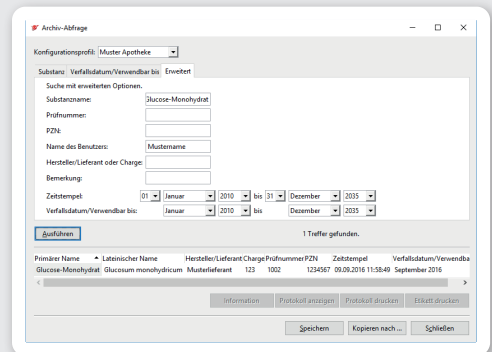 Archiv-Abfrage
Konfigurationsprofil: Muster Apotheke
Substanz Verfallsdatum/Verwendbar bis Erweitert
Suche mit erweiterten Optionen.
Substanzname: Glucose-Monohydrat
Prüfnummer:
PZN:
Name des Benutzers: Mustername
Hersteller/Lieferant oder Charge:
Bemerkung:
Zeitstempel: 01 Januar 2010 bis 31 Dezember 2035
Verfallsdatum/Verwendbar bis: Januar 2010 bis Dezember 2035
Ausführen 1 Treffer gefunden.
Primärer Name Lateinischer Name Hersteller/Lieferant Charge Prüfnummer PZN Zeitstempel Verfallsdatum/Verwendba
Glucose-Monohydrat Glucosum monohydricum Musterlieferant 123 1002 1234567 09.09.2016 11:58:49 September 2016
Information Protokoll anzeigen Protokoll drucken Etikett drucken
Speichern Kopieren nach ... Schließen